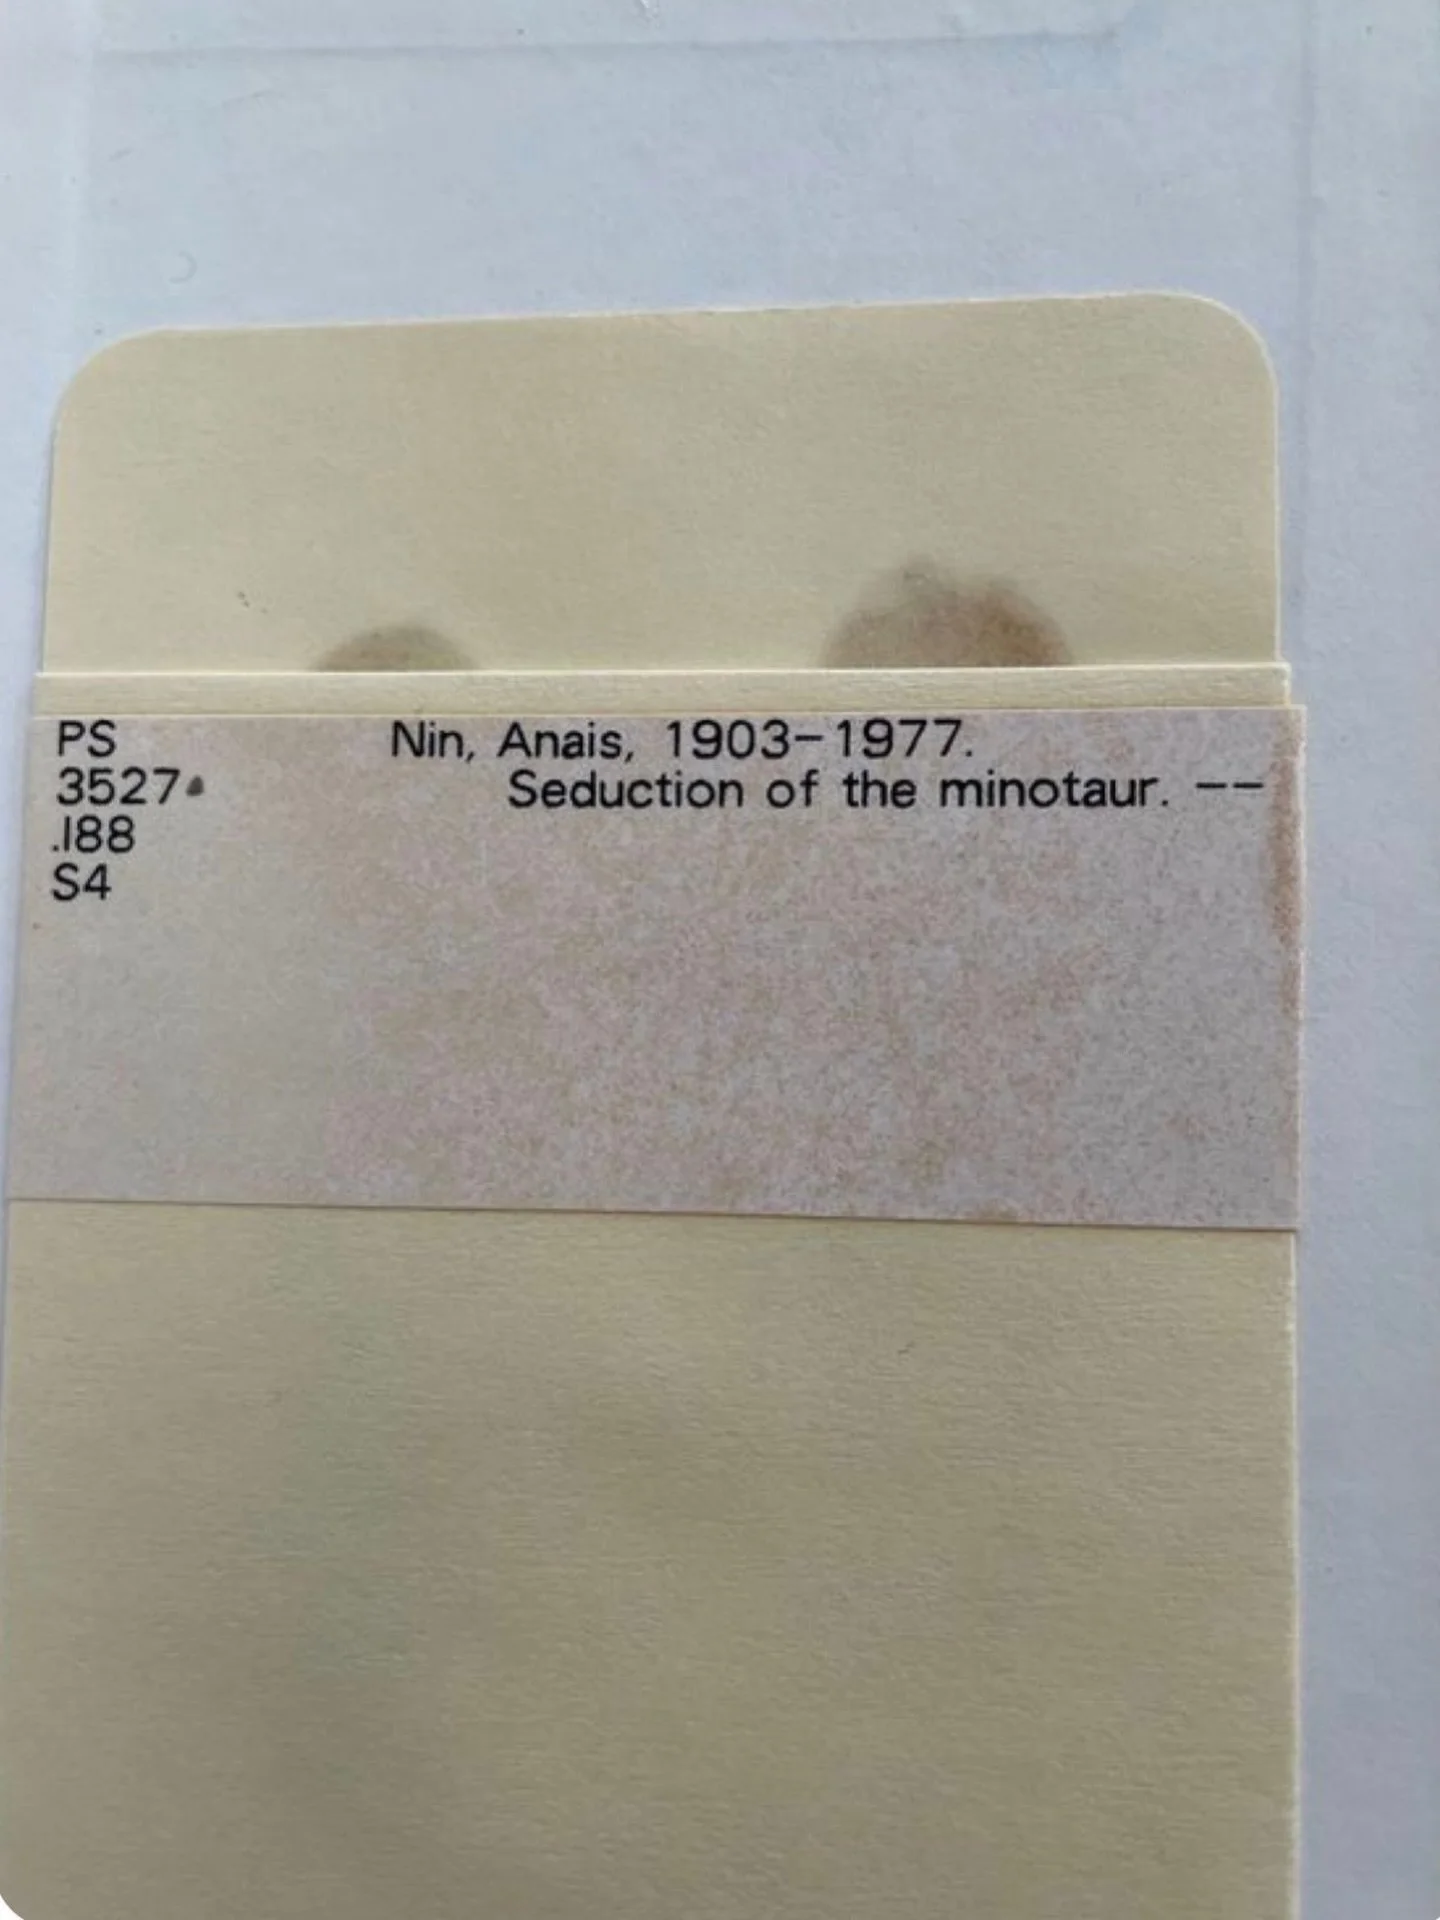 PS Nin, Anais, 1903-1977.
3527. Seduction of the minotaur. --
.I88
S4